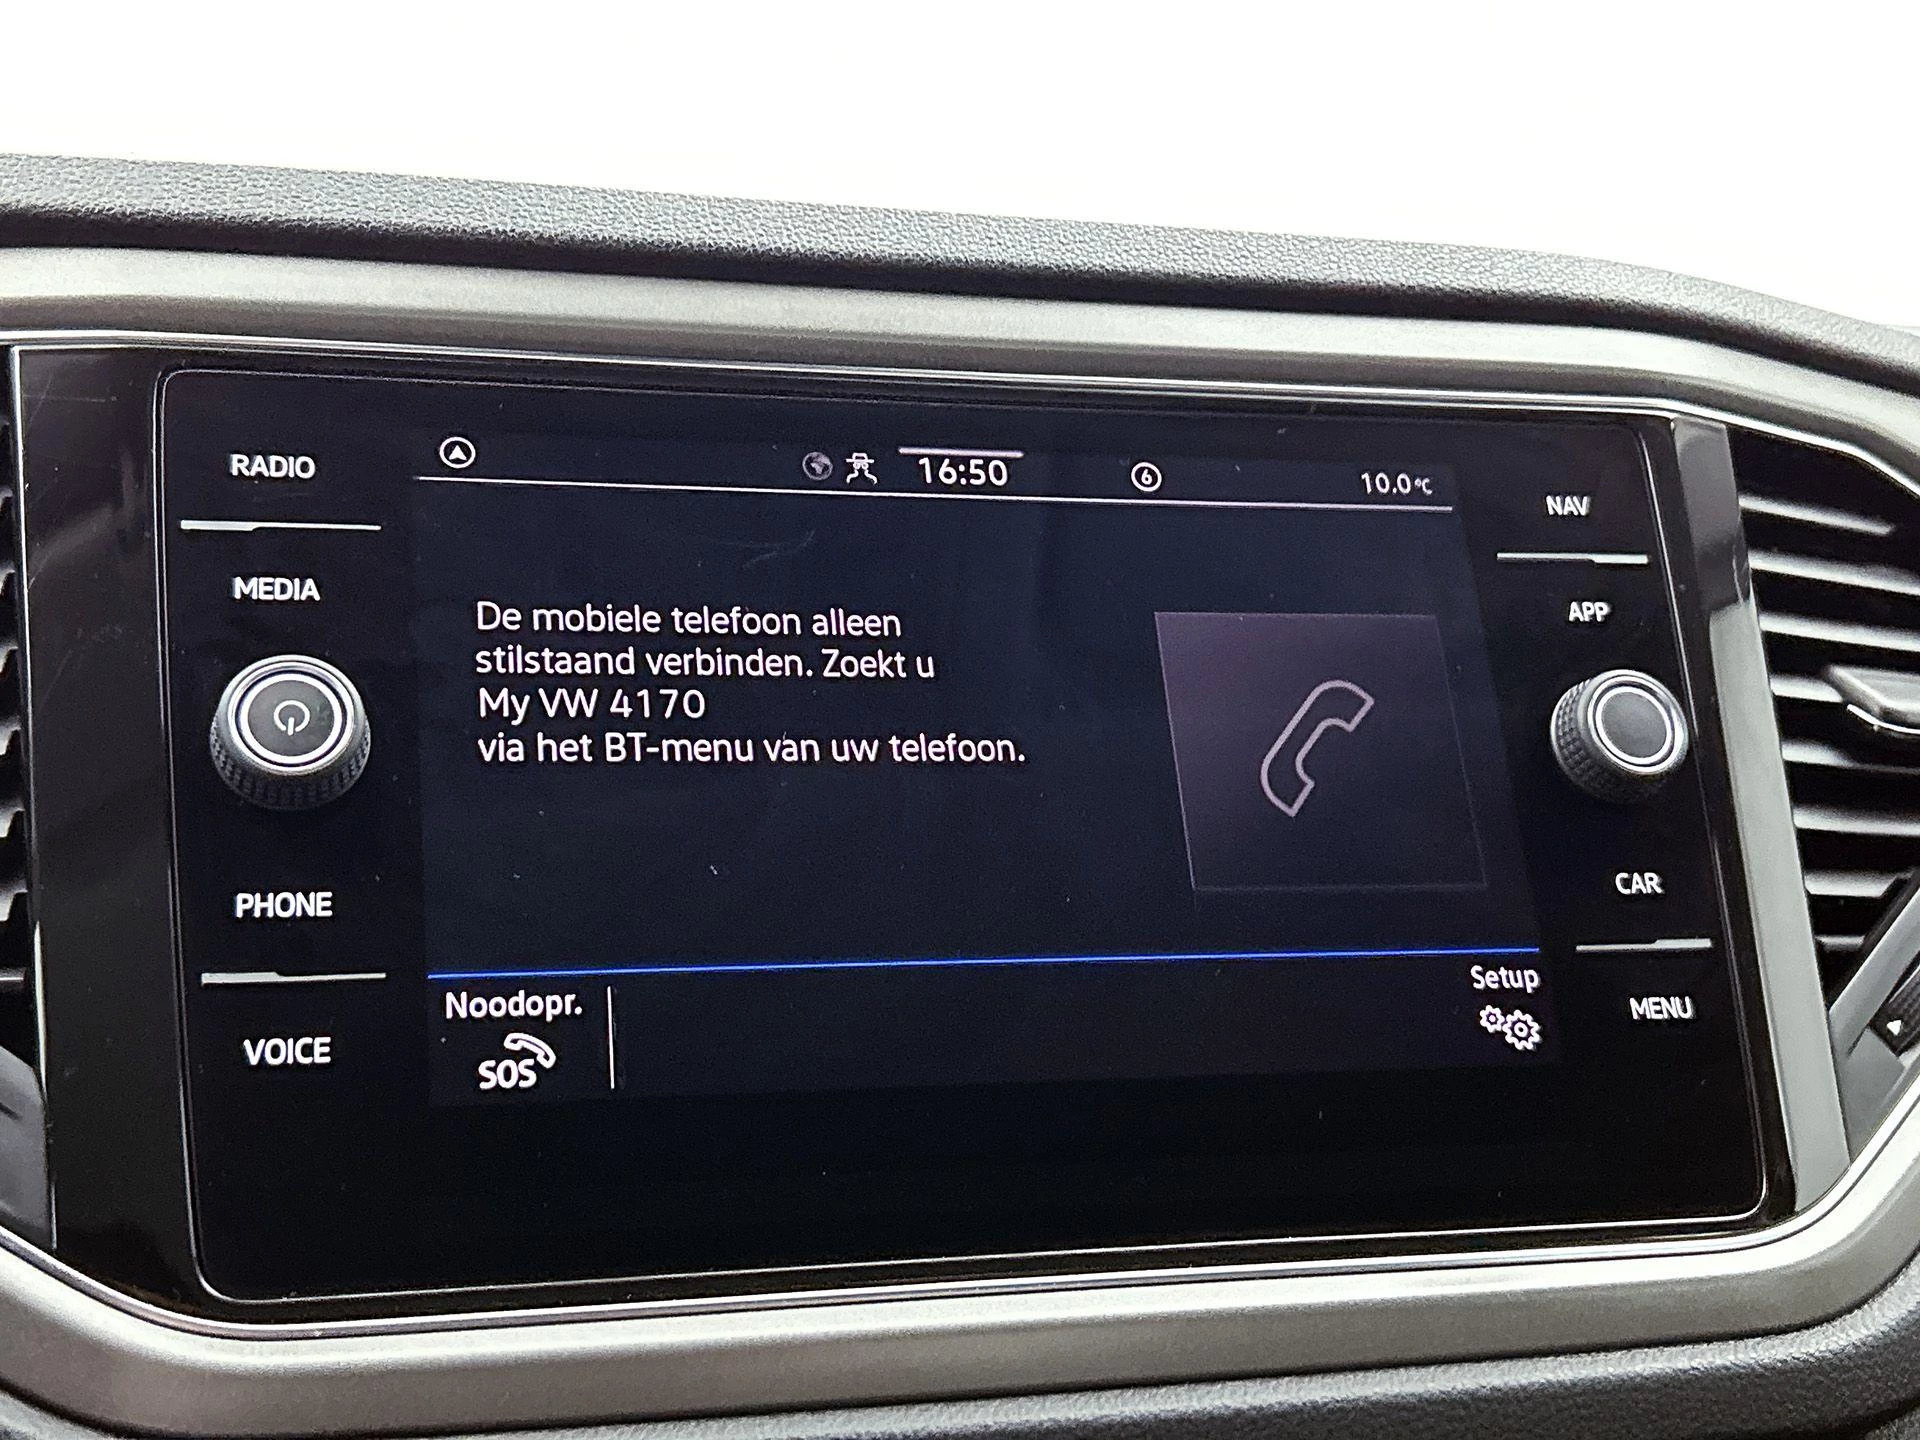 RADIO
MEDIA
PHONE
VOICE
16:50
6
10.0°C
De mobiele telefoon alleen
stilstaand verbinden. Zoekt u
My VW 4170
via het BT-menu van uw telefoon.
Noodopr.
SOS
Setup
NAV
APP
CAR
MENU